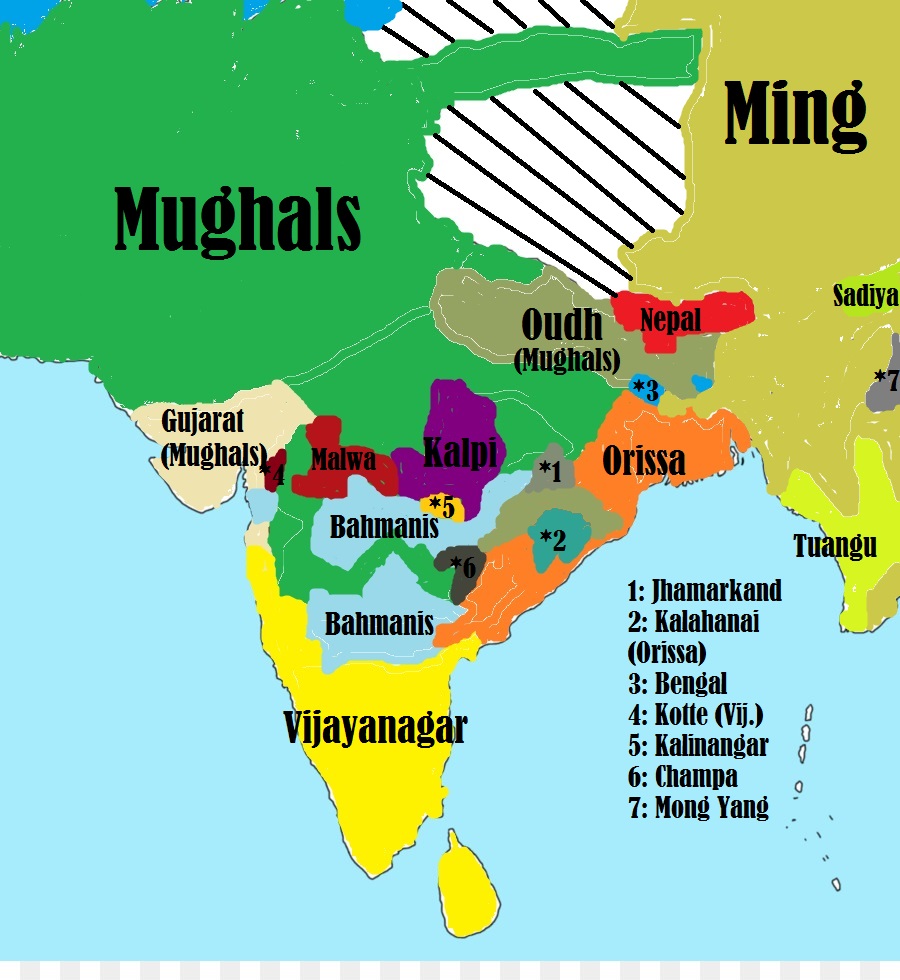 Ming
Mughals
Sadiya
Oudh
(Mughals)
Nepal
*7
*3
Gujarat
(Mughals)
*4
Malwa
Kalpi
*1
Orissa
*5
Bahmanis
*2
Tuangu
*6
Bahmanis
1: Jhamarkand
2: Kalahanai
(Orissa)
3: Bengal
4: Kotte (Vij.)
5: Kalinangar
6: Champa
7: Mong Yang
Vijayanagar